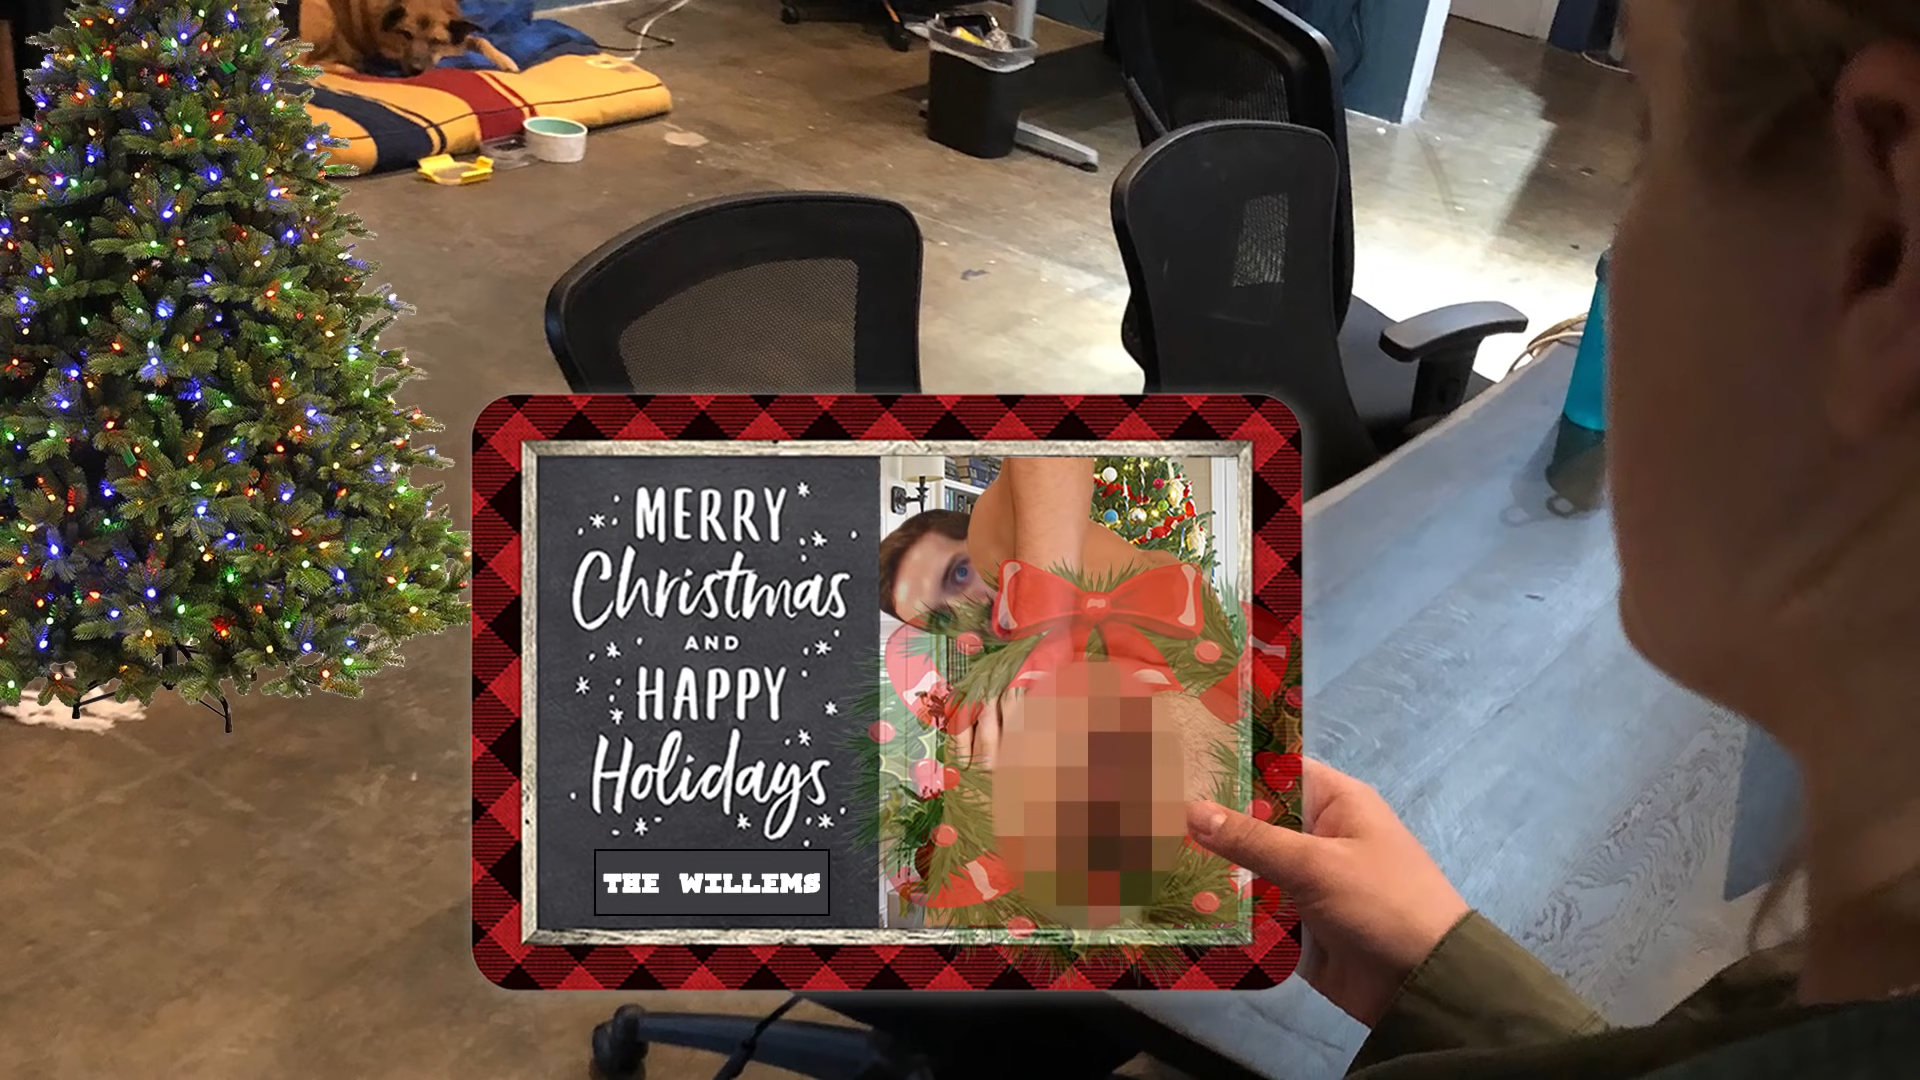 MERRY
Christmas
AND
HAPPY
Holidays
THE WILLEMS